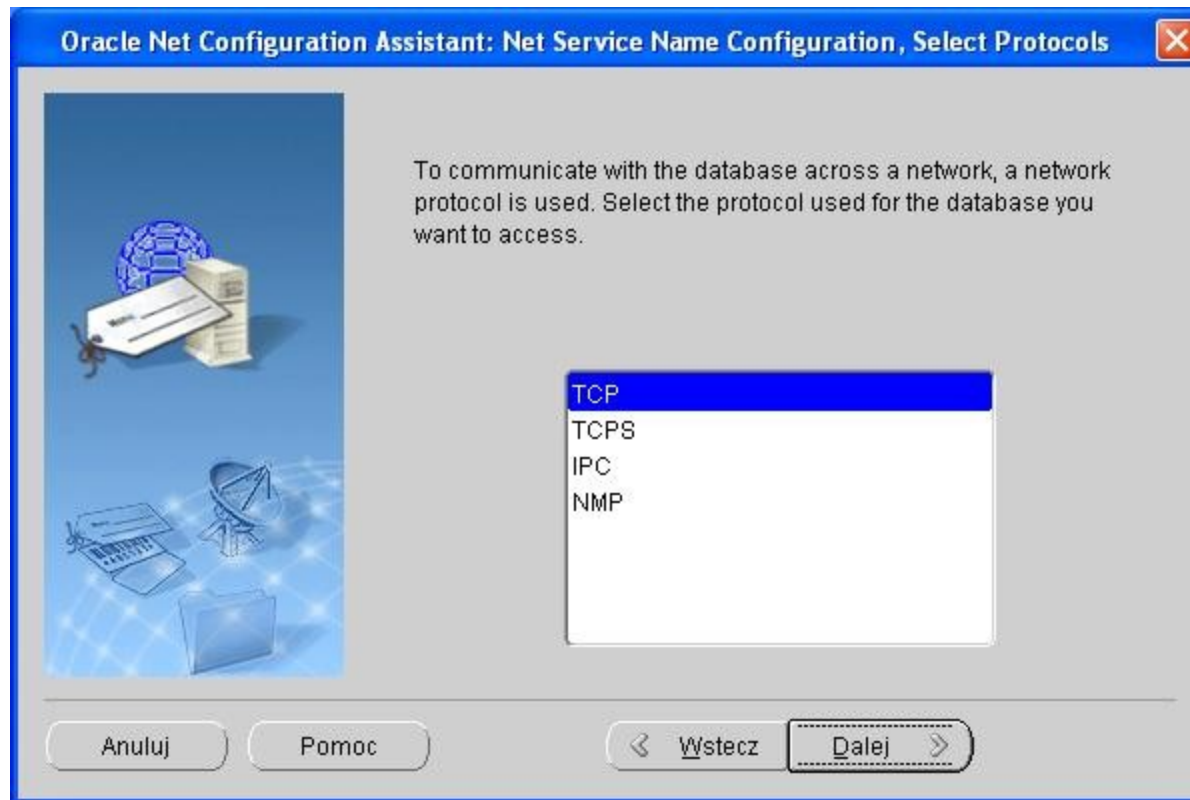 Oracle Net Configuration Assistant: Net Service Name Configuration, Select Protocols
To communicate with the database across a network, a network
protocol is used. Select the protocol used for the database you
want to access.
TCP
TCPS
IPC
NMP
Anuluj
Pomoc
Wstecz
Dalej